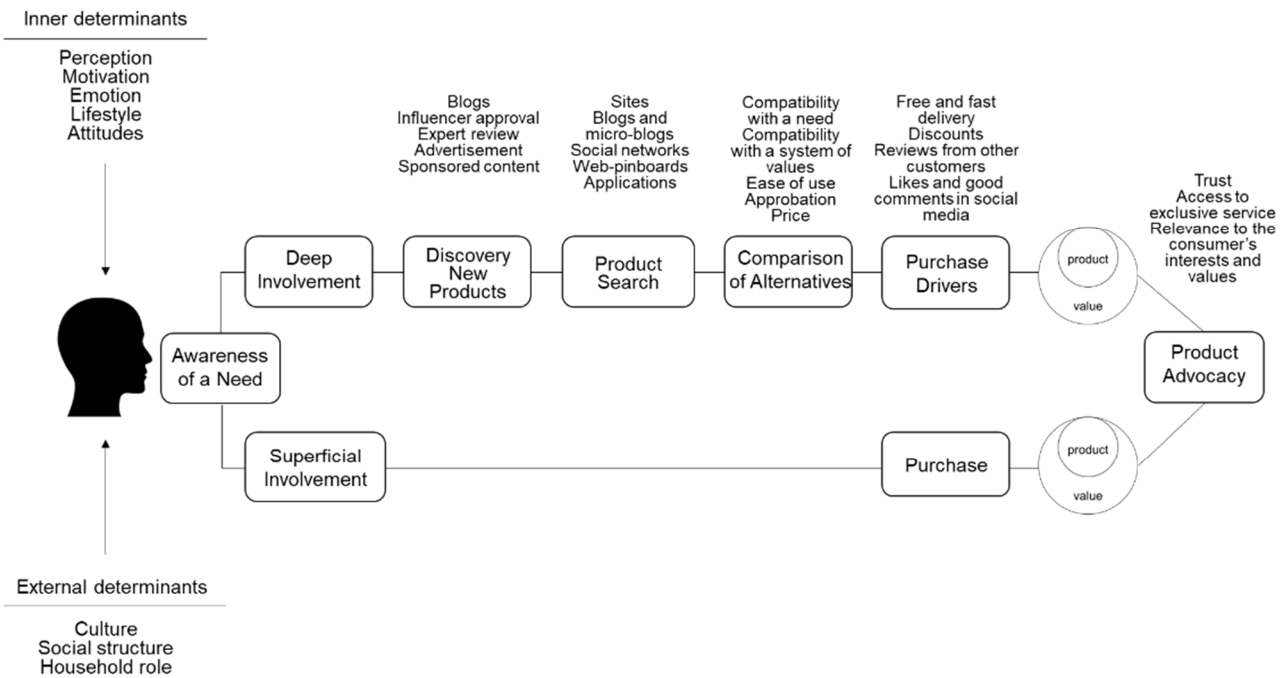 Inner determinants
Perception
Motivation
Emotion
Lifestyle
Attitudes
Blogs
Influencer approval
Expert review
Advertisement
Sponsored content
Sites
Blogs and
micro-blogs
Social networks
Web-pinboards
Applications
Compatibility
with a need
Compatibility
with a system of
values
Ease of use
Approbation
Price
Free and fast
delivery
Discounts
Reviews from other
customers
Likes and good
comments in social
media
Trust
Access to
exclusive service
Relevance to the
consumer's
interests and
values
Deep
Involvement
Discovery
New
Products
Product
Search
Comparison
of Alternatives
Purchase
Drivers
product
value
Awareness
of a Need
Product
Advocacy
Superficial
Involvement
Purchase
product
value
External determinants
Culture
Social structure
Household role